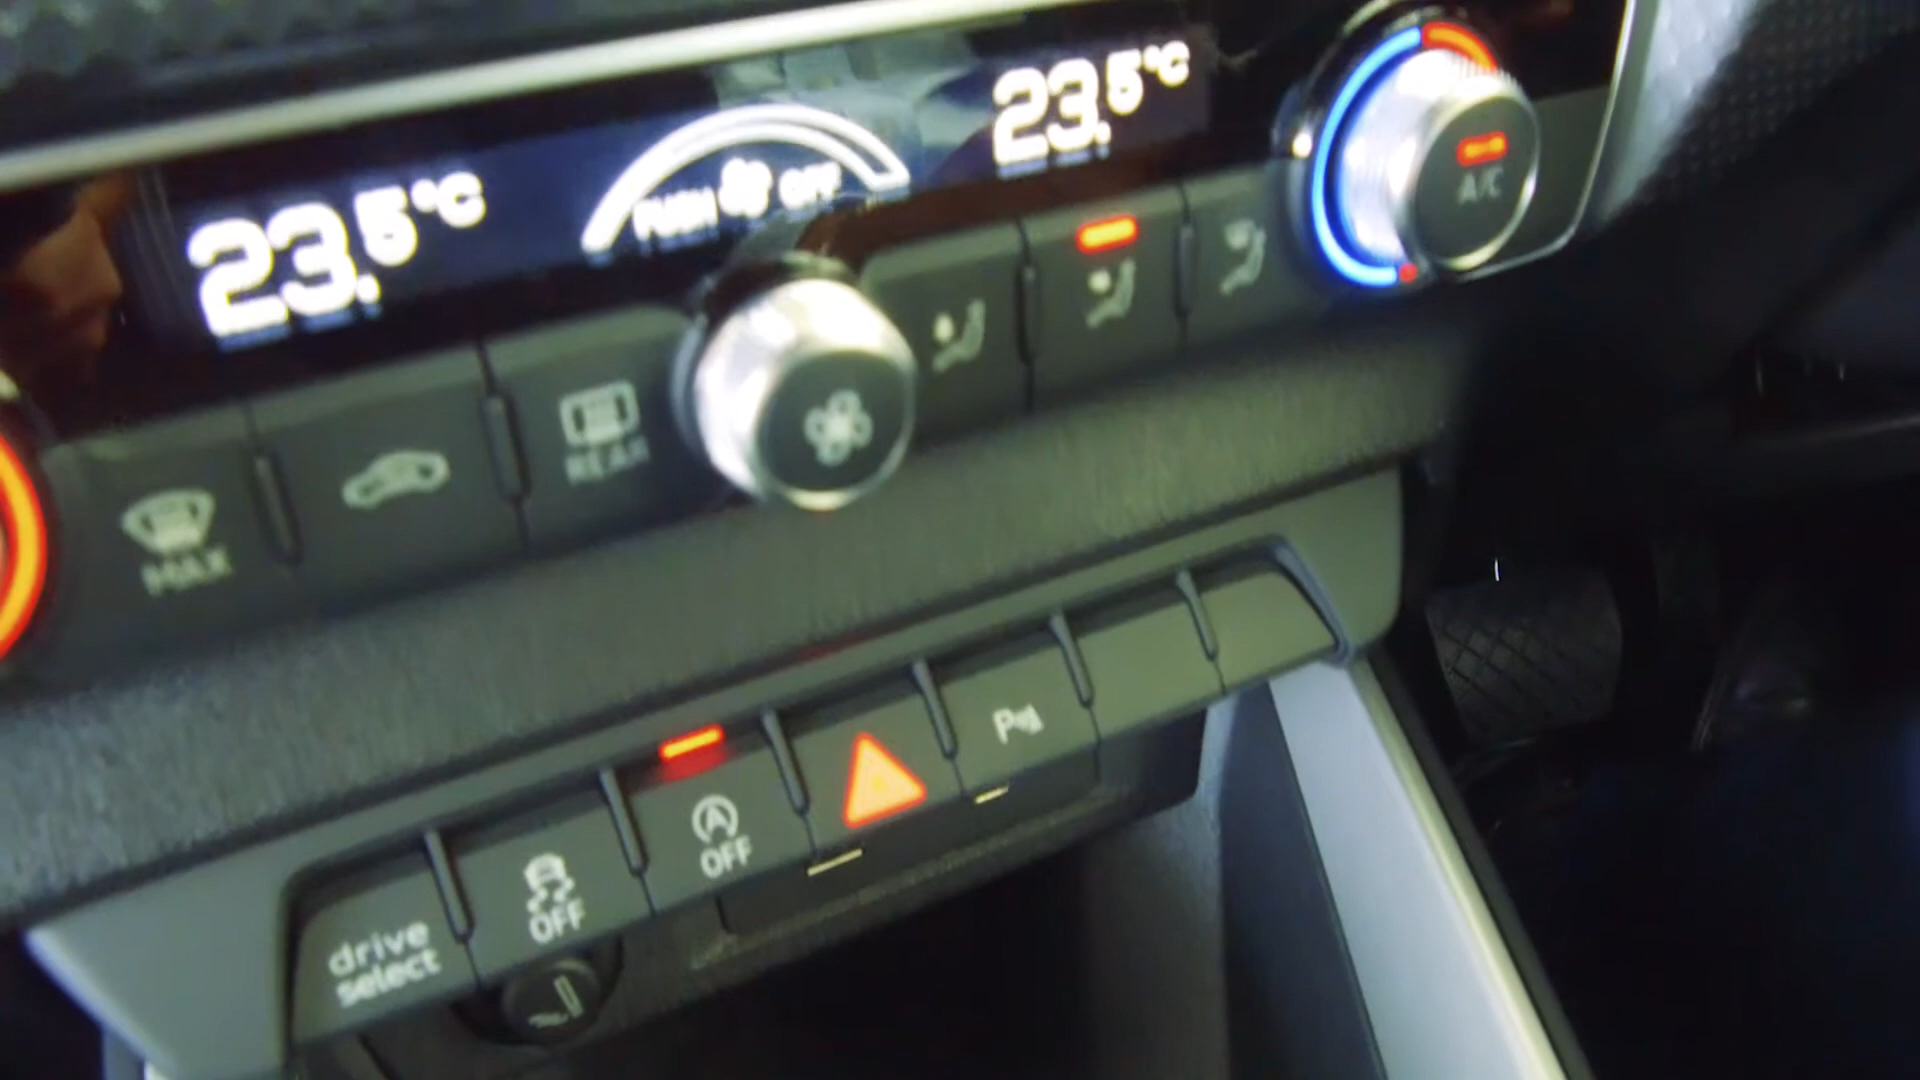 23.5°C
PUSH OFF
23.5°C
A/C
REAR
MAX
P
OFF
OFF
drive
select